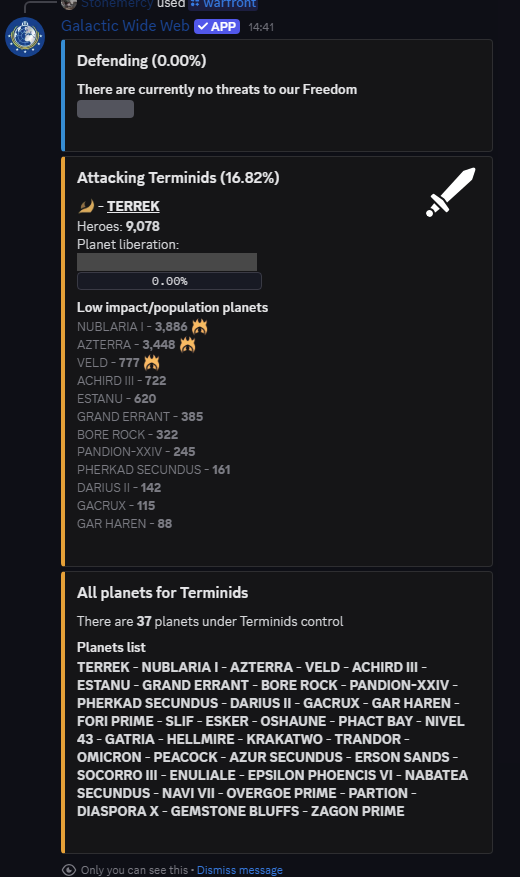 Stonemercy used warfront
Galactic Wide Web APP 14:41
Defending (0.00%)
There are currently no threats to our Freedom
Attacking Terminids (16.82%)
- TERREK
Heroes: 9,078
Planet liberation:
0.00%
Low impact/population planets
NUBLARIA I - 3,886
AZTERRA - 3,448
VELD - 777
ACHIRD III - 722
ESTANU - 620
GRAND ERRANT - 385
BORE ROCK - 322
PANDION-XXIV - 245
PHERKAD SECUNDUS - 161
DARIUS II - 142
GACRUX - 115
GAR HAREN - 88
All planets for Terminids
There are 37 planets under Terminids control
Planets list
TERREK - NUBLARIA I - AZTERRA - VELD - ACHIRD III -
ESTANU - GRAND ERRANT - BORE ROCK - PANDION-XXIV -
PHERKAD SECUNDUS - DARIUS II - GACRUX - GAR HAREN -
FORI PRIME - SLIF - ESKER - OSHAUNE - PHACT BAY - NIVEL
43 - GATRIA - HELLMIRE - KRAKATWO - TRANDOR -
OMICRON - PEACOCK - AZUR SECUNDUS - ERSON SANDS -
SOCORRO III - ENULIALE - EPSILON PHOENCIS VI - NABATEA
SECUNDUS - NAVI VII - OVERGOE PRIME - PARTION -
DIASPORA X - GEMSTONE BLUFFS - ZAGON PRIME
Only you can see this • Dismiss message